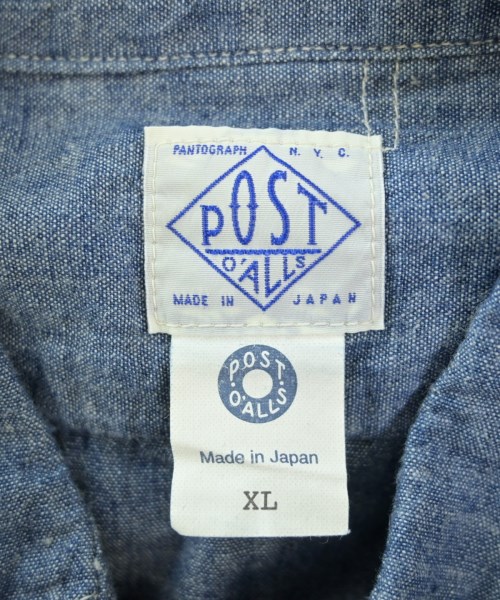 PANTOGRAPH N. Y. C.
POST
O'ALLS
MADE IN JAPAN
POST
O'ALLS
Made in Japan
XL